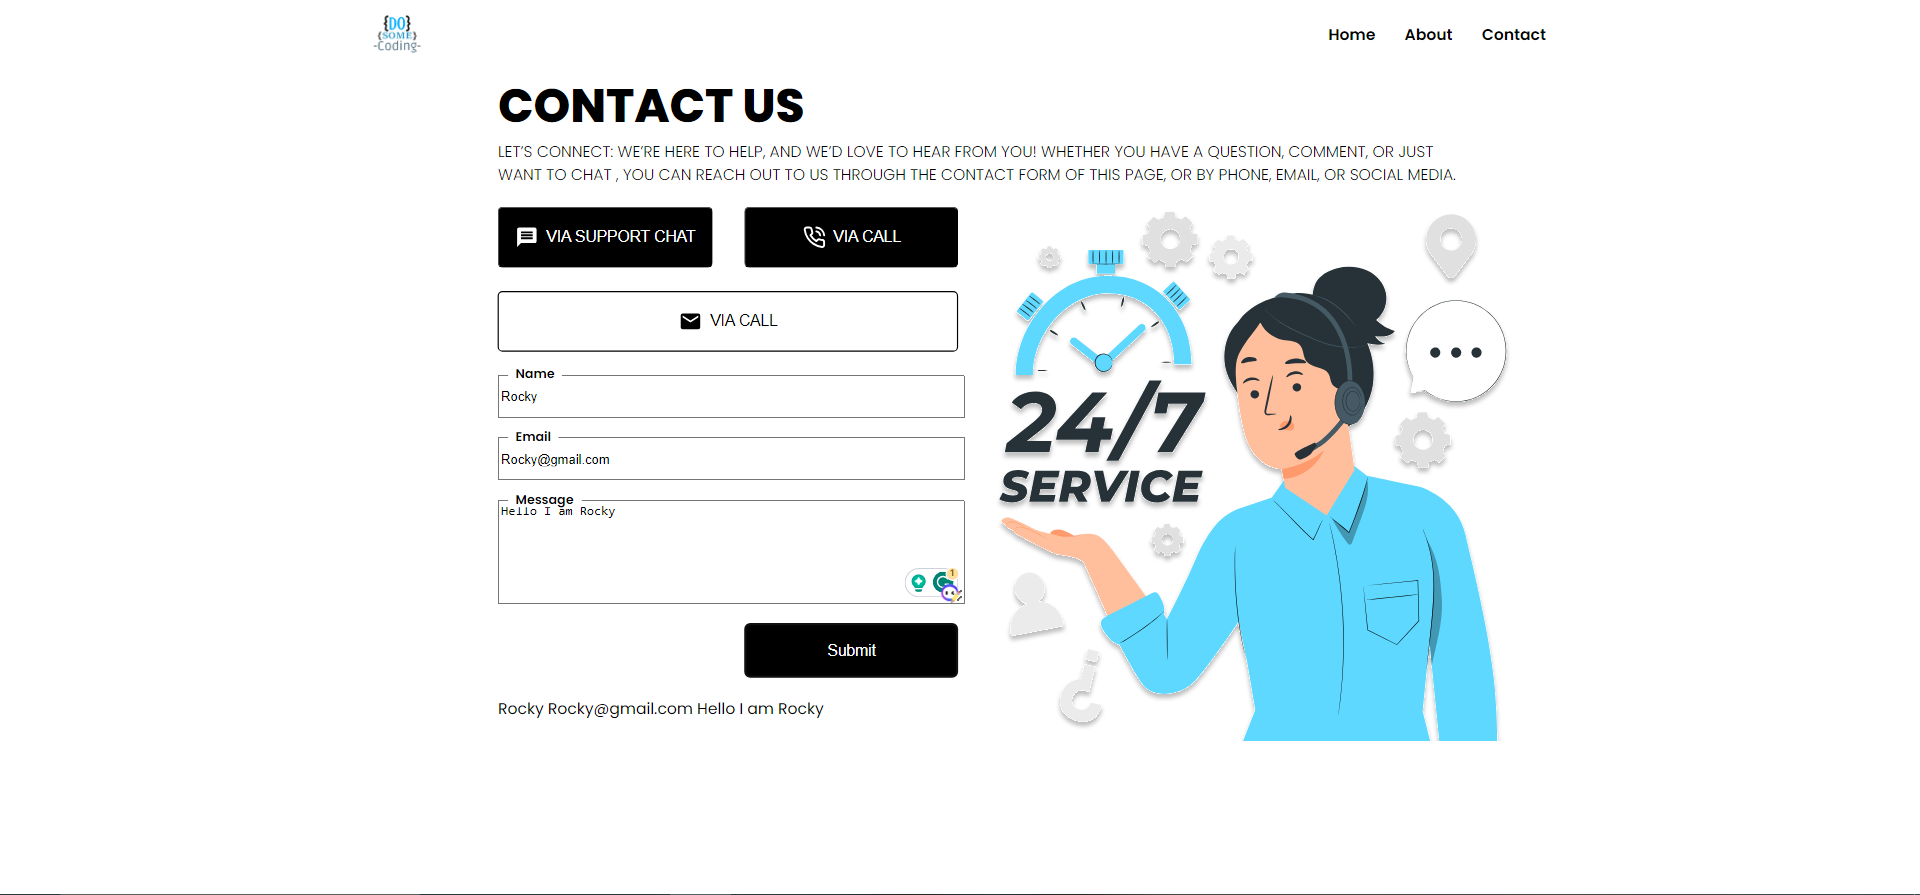 {DO}
{SOME}
-Coding-
Home About Contact
CONTACT US
LET'S CONNECT: WE'RE HERE TO HELP, AND WE'D LOVE TO HEAR FROM YOU! WHETHER YOU HAVE A QUESTION, COMMENT, OR JUST
WANT TO CHAT , YOU CAN REACH OUT TO US THROUGH THE CONTACT FORM OF THIS PAGE, OR BY PHONE, EMAIL, OR SOCIAL MEDIA.
VIA SUPPORT CHAT
VIA CALL
VIA CALL
Name
Rocky
Email
Rocky@gmail.com
Message
Hello I am Rocky
1
Submit
Rocky Rocky@gmail.com Hello I am Rocky
24/7
SERVICE